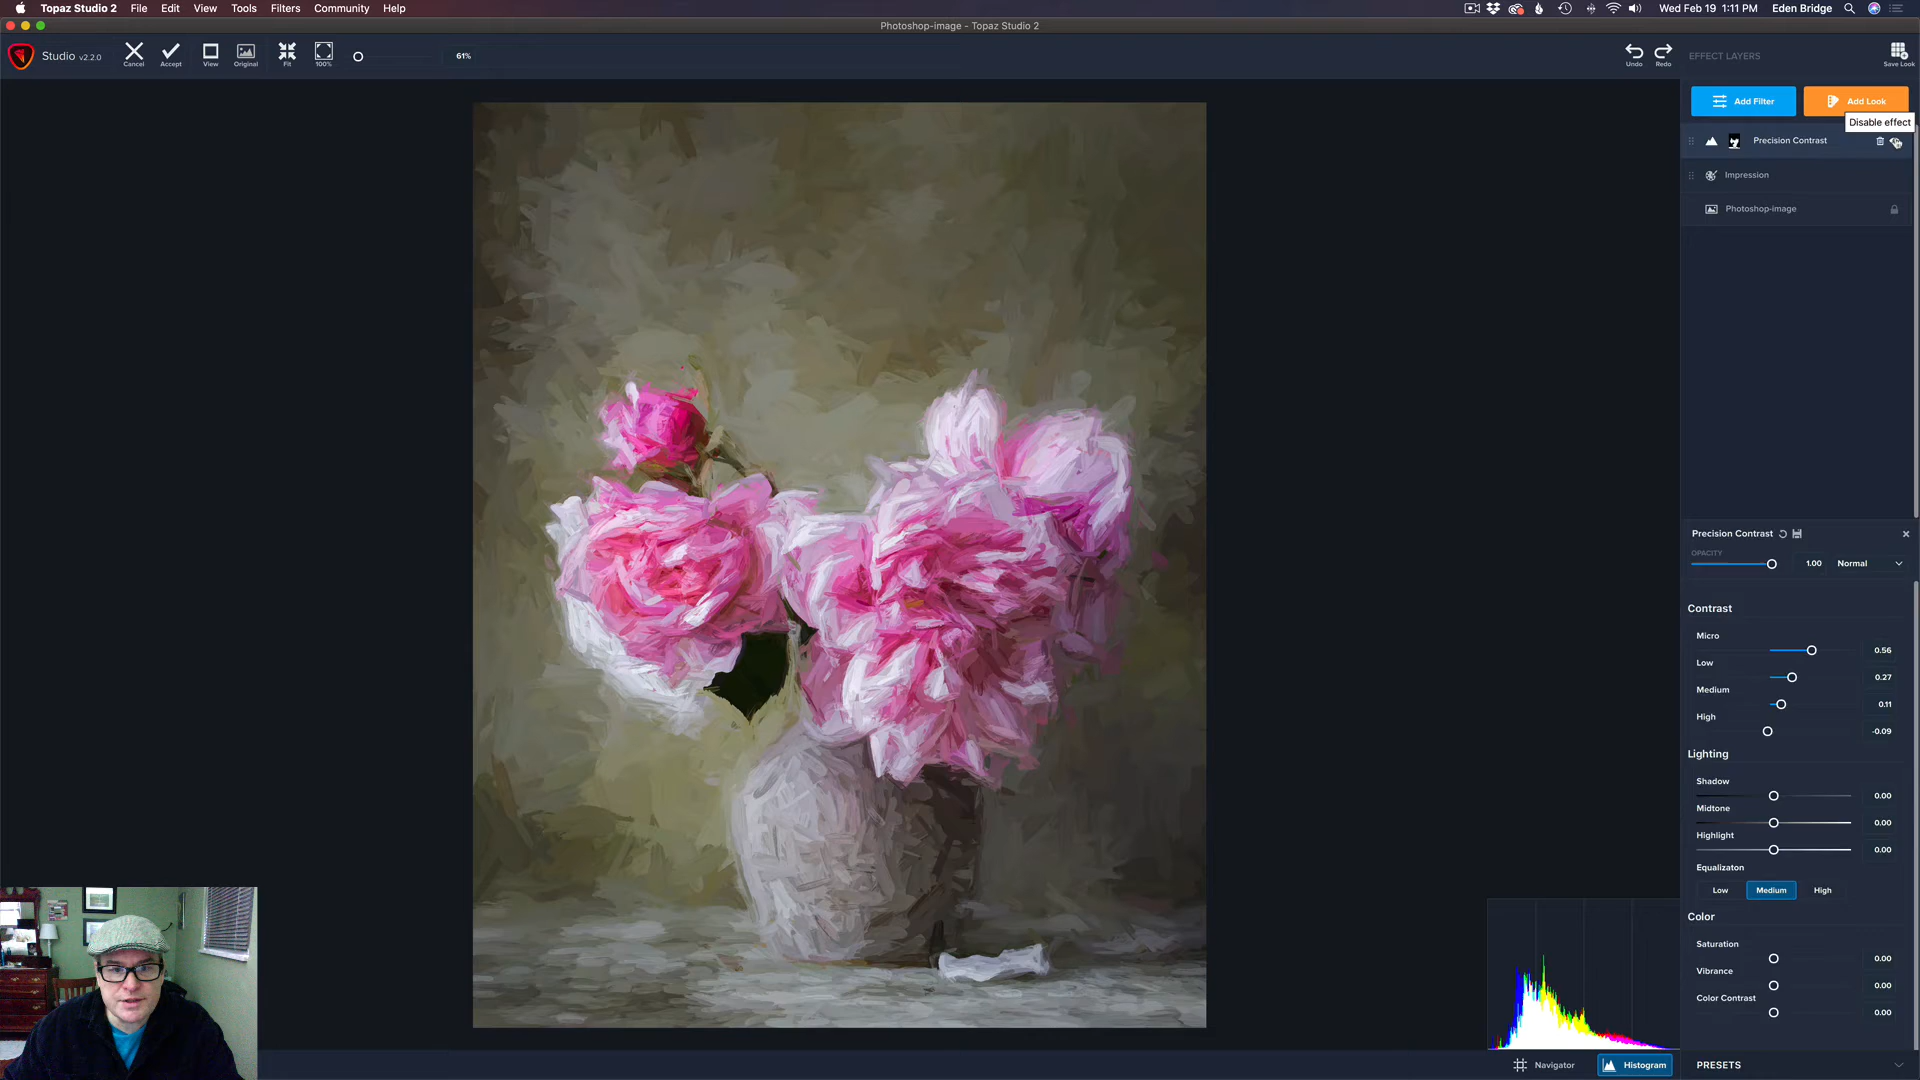 Topaz Studio 2 File Edit View Tools Filters Community Help
Wed Feb 19 1:11 PM Eden Bridge
Photoshop-image - Topaz Studio 2
Studio v2.2.0
Cancel Accept View Original Fit 100%
61%
Undo Redo
EFFECT LAYERS
Save Look
Add Filter
Add Look
Disable effect
Precision Contrast
Impression
Photoshop-image
Precision Contrast
OPACITY
1.00 Normal
Contrast
Micro
0.56
Low
0.27
Medium
0.11
High
-0.09
Lighting
Shadow
0.00
Midtone
0.00
Highlight
0.00
Equalizaton
Low Medium High
Color
Saturation
0.00
Vibrance
0.00
Color Contrast
0.00
Navigator Histogram
PRESETS